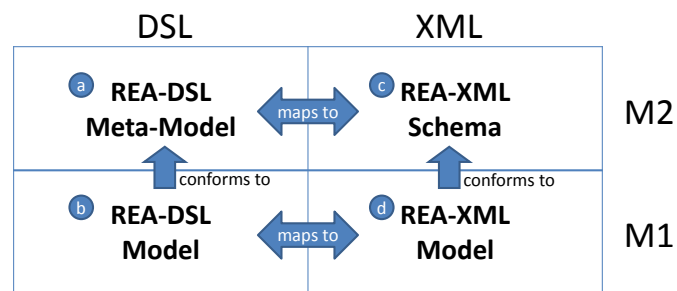 DSL XML
a REA-DSL Meta-Model
maps to
c REA-XML Schema
M2
conforms to
conforms to
b REA-DSL Model
maps to
d REA-XML Model
M1